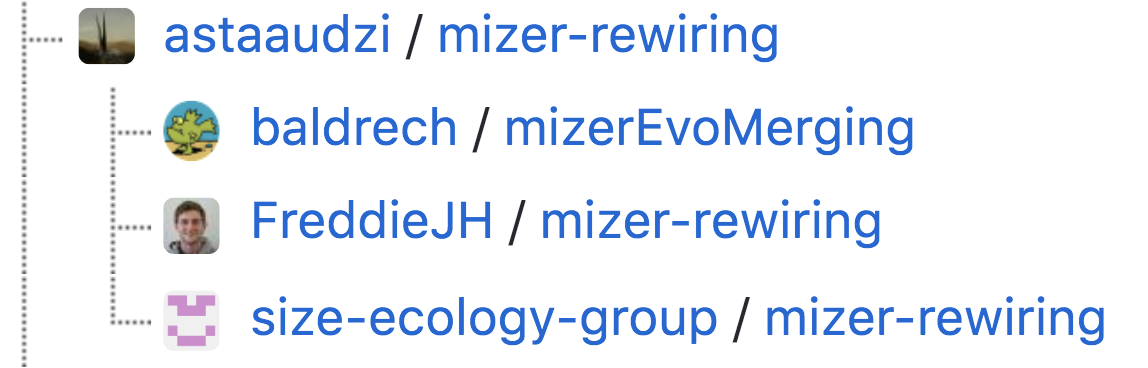 astaaudzi / mizer-rewiring
baldrech / mizerEvoMerging
FreddieJH / mizer-rewiring
size-ecology-group / mizer-rewiring